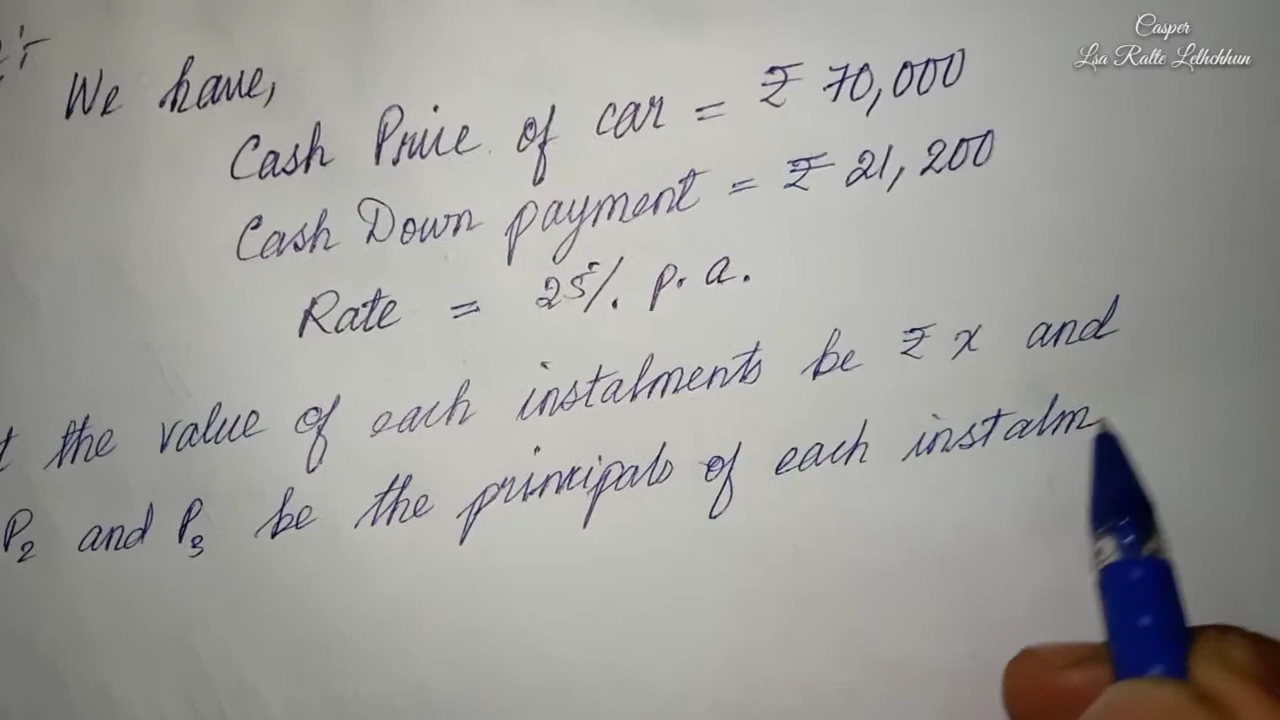 Casper
Lsa Ralte Lelhchhun
We have,
Cash Price of car = ₹ 70,000
Cash Down payment = ₹ 21,200
Rate = 25%. p.a.
the value of each instalments be ₹ x and
P₂ and P₃ be the principals of each instalm